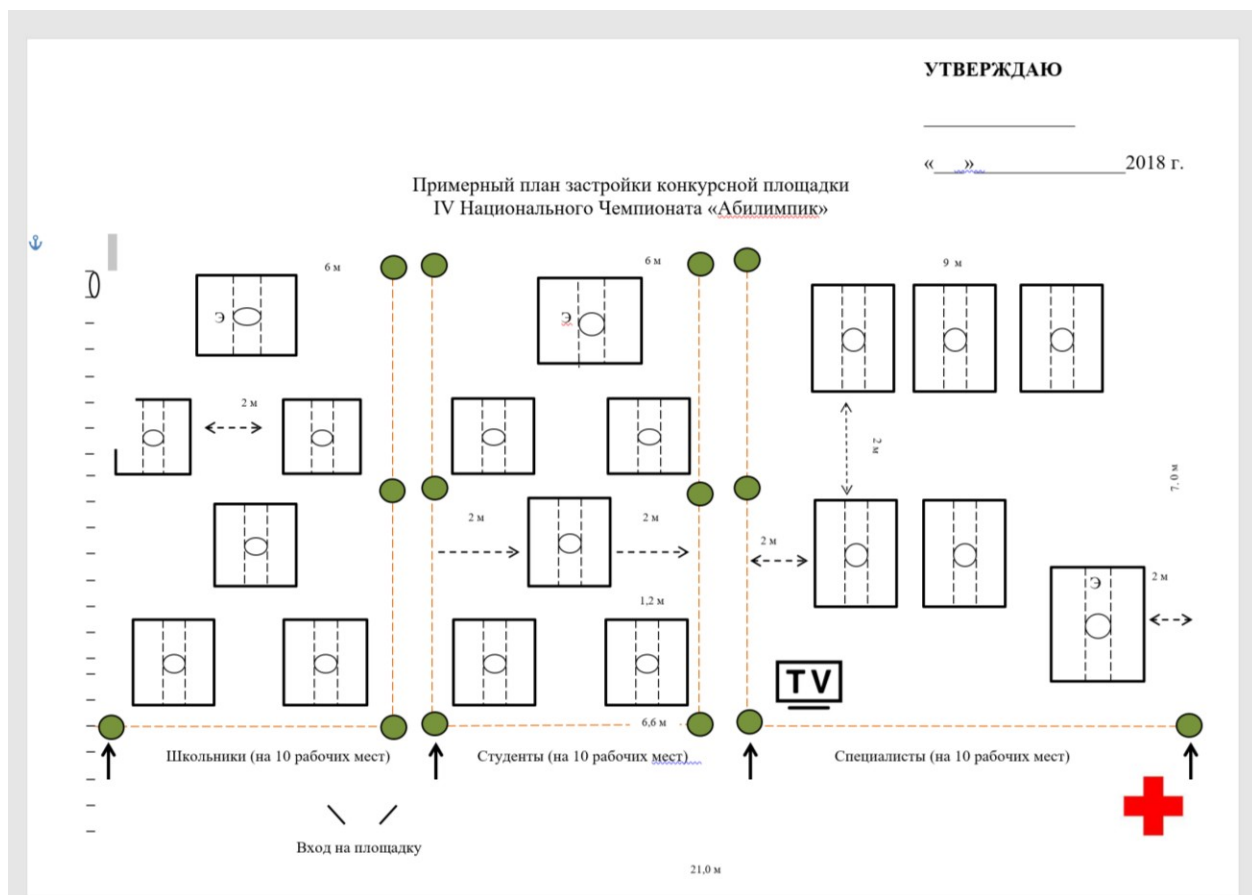 УТВЕРЖДАЮ
«___»_______________2018 г.
Примерный план застройки конкурсной площадки
IV Национального Чемпионата «Абилимпик»
6 м
6 м
9 м
Э
Э
2 м
2 м
7, 0 м
2 м
2 м
2 м
1,2 м
Э
2 м
TV
6,6 м
Школьники (на 10 рабочих мест)
Студенты (на 10 рабочих мест)
Специалисты (на 10 рабочих мест)
Вход на площадку
21,0 м